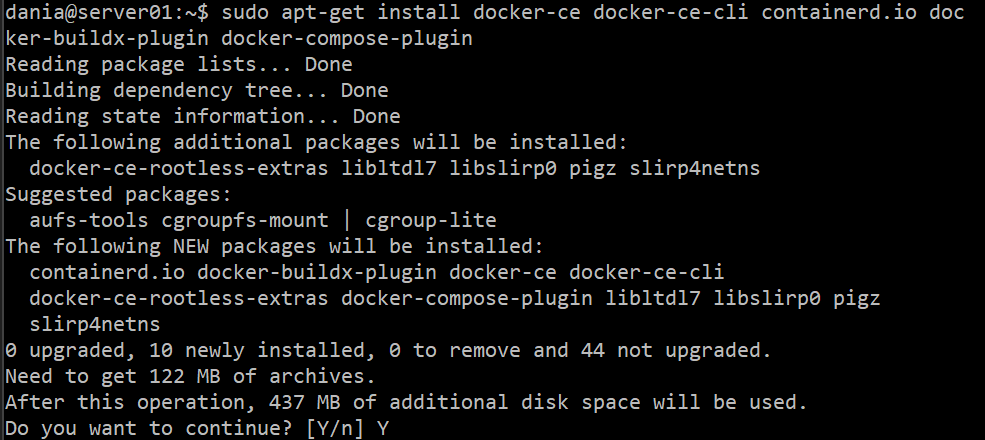 dania@server01:~$ sudo apt-get install docker-ce docker-ce-cli containerd.io doc
ker-buildx-plugin docker-compose-plugin
Reading package lists... Done
Building dependency tree... Done
Reading state information... Done
The following additional packages will be installed:
  docker-ce-rootless-extras libltdl7 libslirp0 pigz slirp4netns
Suggested packages:
  aufs-tools cgroupfs-mount | cgroup-lite
The following NEW packages will be installed:
  containerd.io docker-buildx-plugin docker-ce docker-ce-cli
  docker-ce-rootless-extras docker-compose-plugin libltdl7 libslirp0 pigz
  slirp4netns
0 upgraded, 10 newly installed, 0 to remove and 44 not upgraded.
Need to get 122 MB of archives.
After this operation, 437 MB of additional disk space will be used.
Do you want to continue? [Y/n] Y